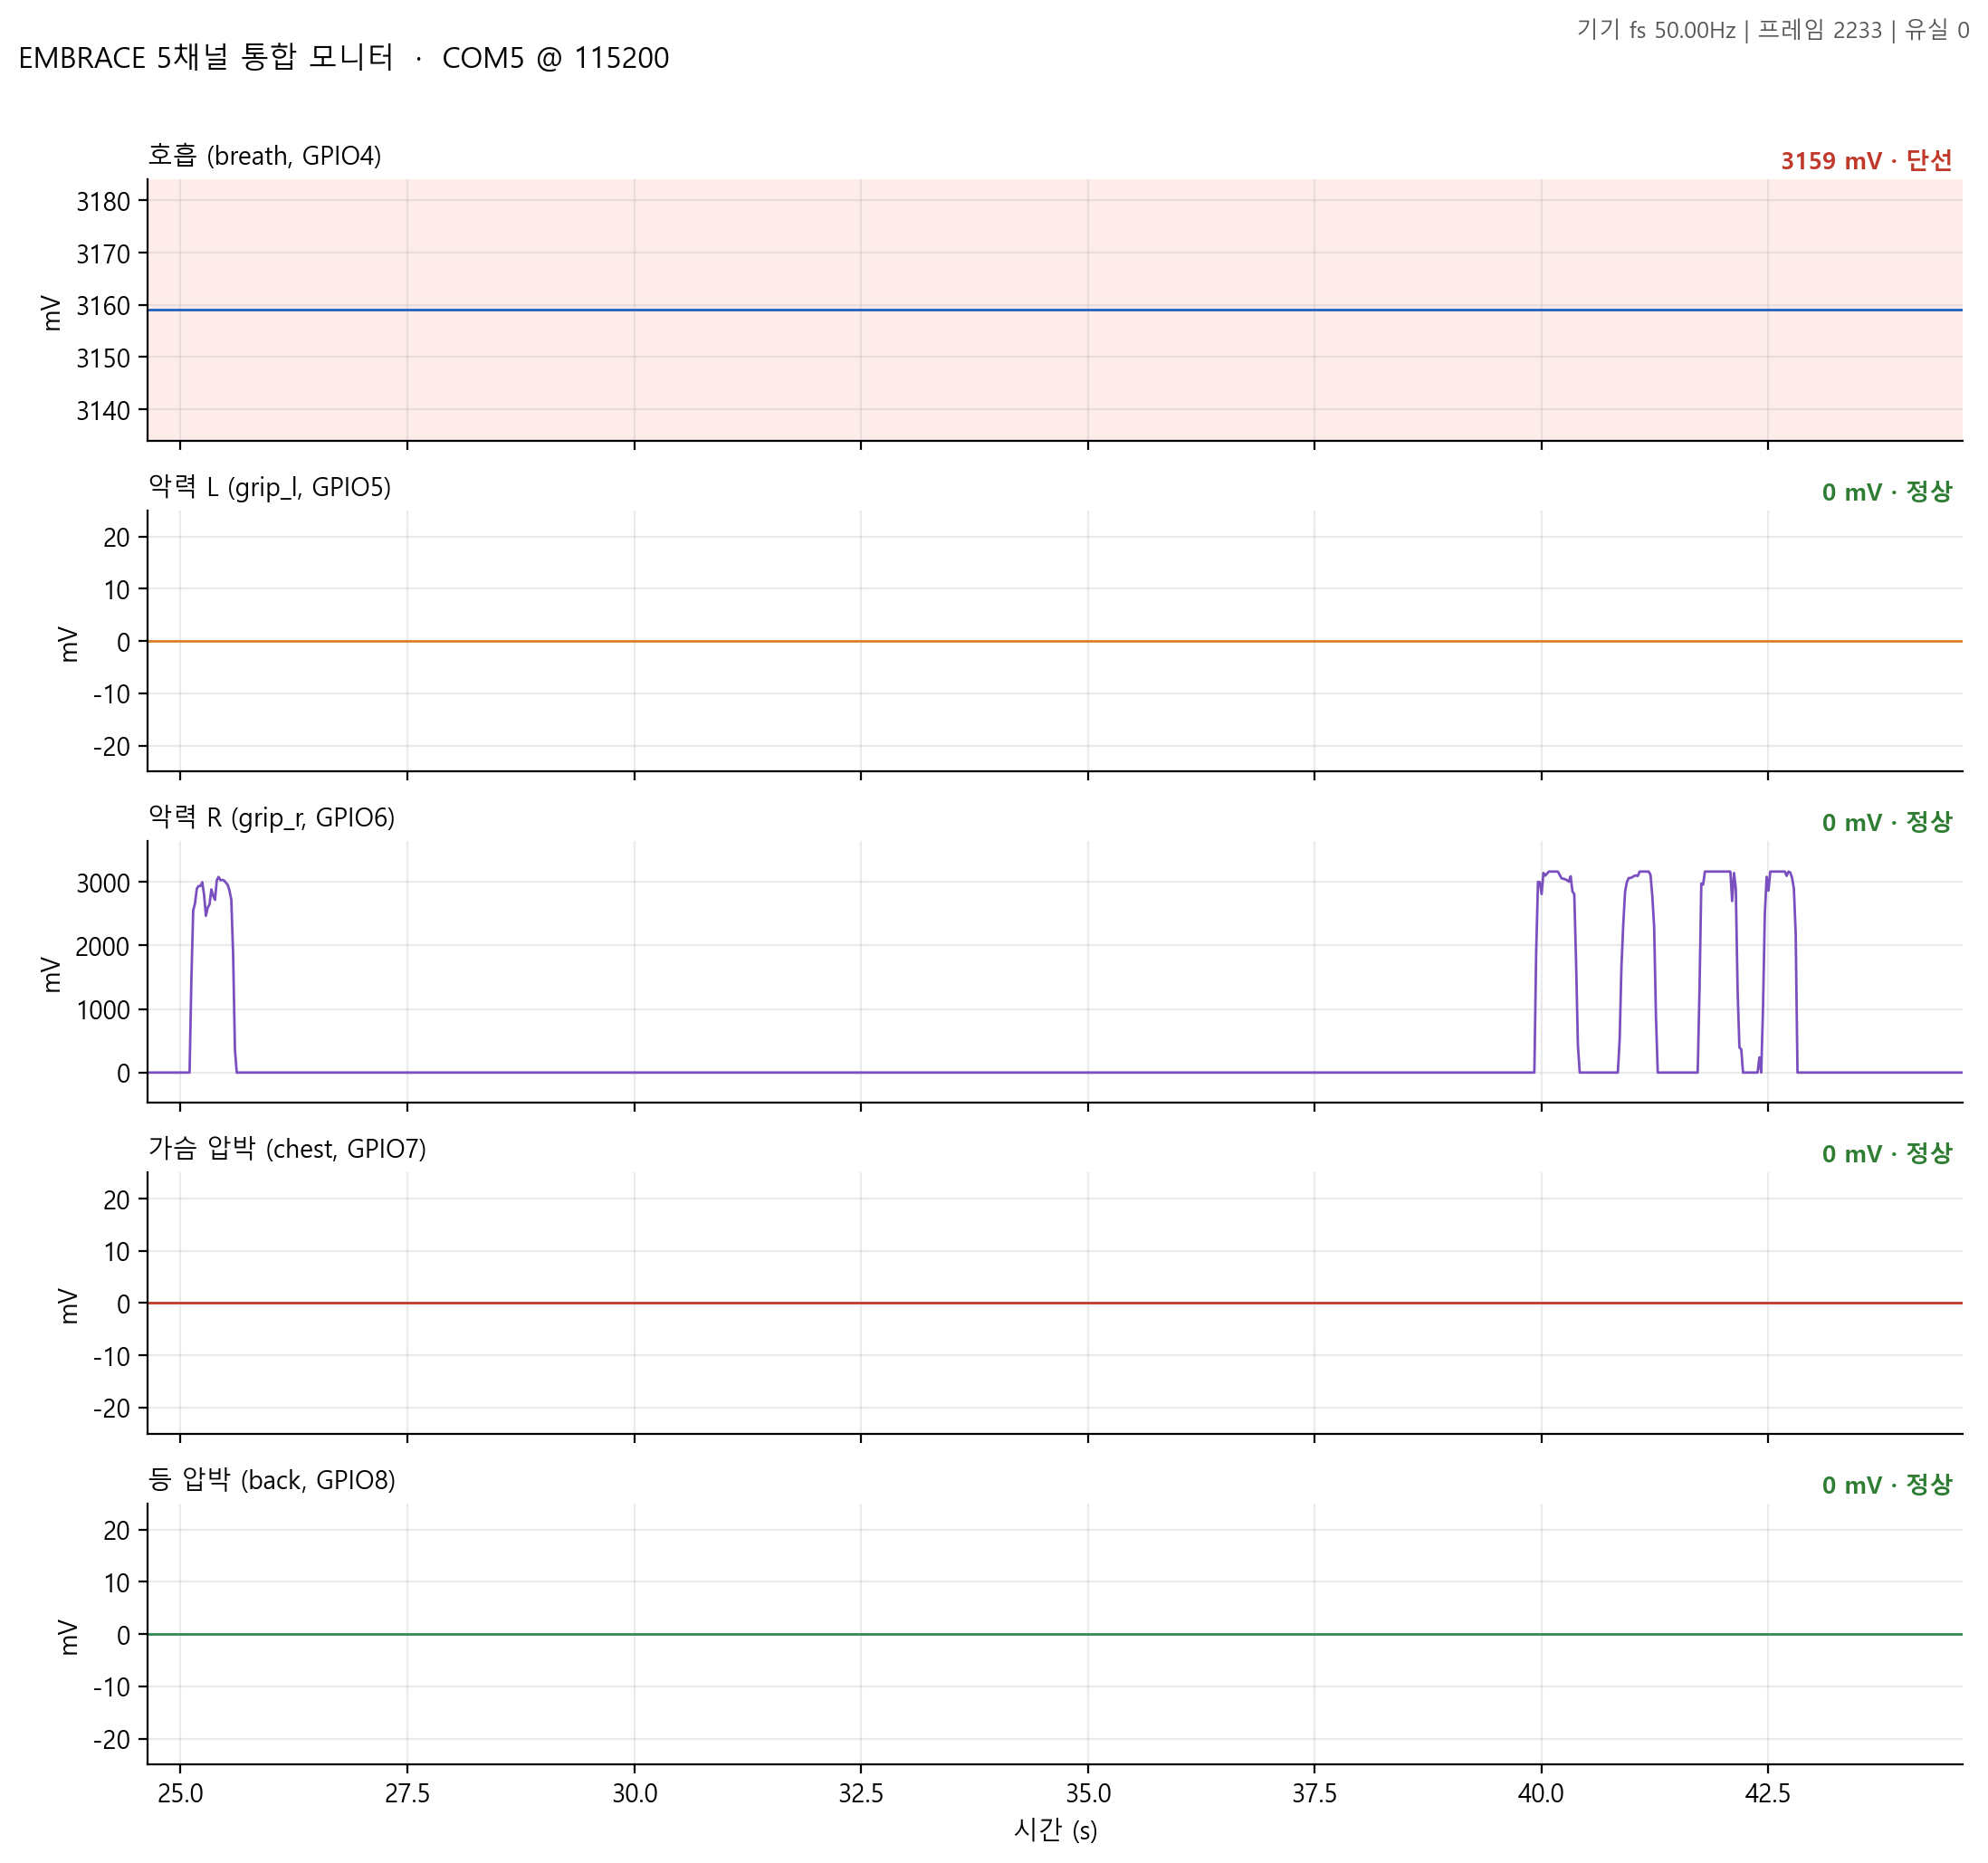 기기 fs 50.00Hz | 프레임 2233 | 유실 0
EMBRACE 5채널 통합 모니터 · COM5 @ 115200
호흡 (breath, GPIO4)
3159 mV · 단선
3180
3170
3160
3150
3140
mV
악력 L (grip_l, GPIO5)
0 mV · 정상
20
10
0
-10
-20
mV
악력 R (grip_r, GPIO6)
0 mV · 정상
3000
2000
1000
0
mV
가슴 압박 (chest, GPIO7)
0 mV · 정상
20
10
0
-10
-20
mV
등 압박 (back, GPIO8)
0 mV · 정상
20
10
0
-10
-20
mV
25.0 27.5 30.0 32.5 35.0 37.5 40.0 42.5
시간 (s)